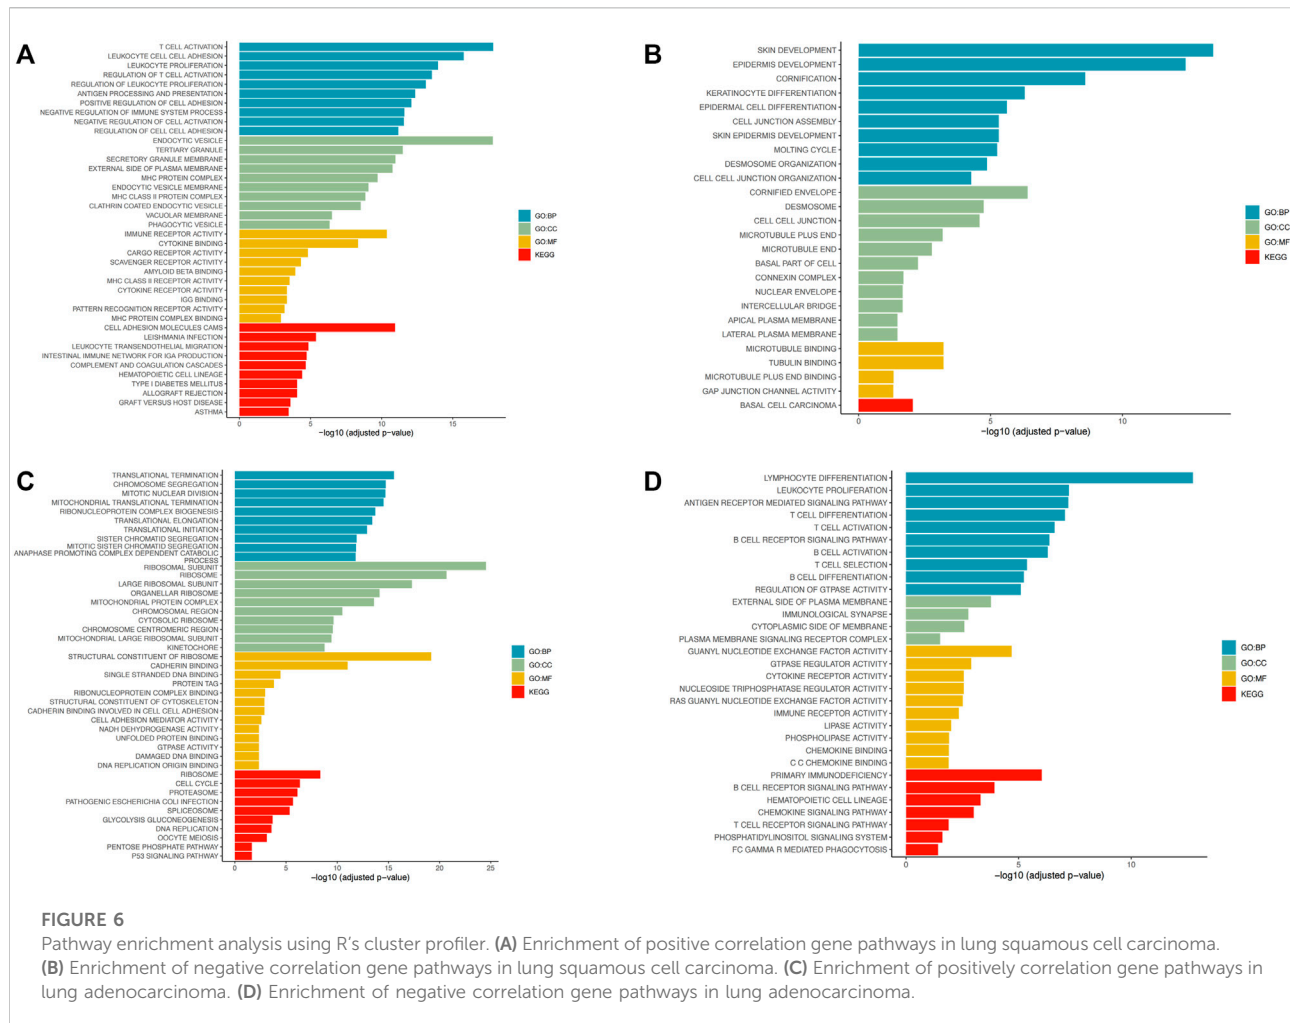 A
T CELL ACTIVATION
LEUKOCYTE CELL CELL ADHESION
LEUKOCYTE PROLIFERATION
REGULATION OF T CELL ACTIVATION
REGULATION OF LEUKOCYTE PROLIFERATION
ANTIGEN PROCESSING AND PRESENTATION
POSITIVE REGULATION OF CELL ADHESION
NEGATIVE REGULATION OF IMMUNE SYSTEM PROCESS
NEGATIVE REGULATION OF CELL ACTIVATION
REGULATION OF CELL CELL ADHESION
ENDOCYTIC VESICLE
TERTIARY GRANULE
SECRETORY GRANULE MEMBRANE
EXTERNAL SIDE OF PLASMA MEMBRANE
MHC PROTEIN COMPLEX
ENDOCYTIC VESICLE MEMBRANE
MHC CLASS II PROTEIN COMPLEX
CLATHRIN COATED ENDOCYTIC VESICLE
VACUOLAR MEMBRANE
PHAGOCYTIC VESICLE
IMMUNE RECEPTOR ACTIVITY
CYTOKINE BINDING
CARGO RECEPTOR ACTIVITY
SCAVENGER RECEPTOR ACTIVITY
AMYLOID BETA BINDING
MHC CLASS II RECEPTOR ACTIVITY
CYTOKINE RECEPTOR ACTIVITY
IGG BINDING
PATTERN RECOGNITION RECEPTOR ACTIVITY
MHC PROTEIN COMPLEX BINDING
CELL ADHESION MOLECULES CAMS
LEISHMANIA INFECTION
LEUKOCYTE TRANSENDOTHELIAL MIGRATION
INTESTINAL IMMUNE NETWORK FOR IGA PRODUCTION
COMPLEMENT AND COAGULATION CASCADES
HEMATOPOIETIC CELL LINEAGE
TYPE I DIABETES MELLITUS
ALLOGRAFT REJECTION
GRAFT VERSUS HOST DISEASE
ASTHMA
0 5 10 15
−log10 (adjusted p-value)
GO:BP
GO:CC
GO:MF
KEGG
B
SKIN DEVELOPMENT
EPIDERMIS DEVELOPMENT
CORNIFICATION
KERATINOCYTE DIFFERENTIATION
EPIDERMAL CELL DIFFERENTIATION
CELL JUNCTION ASSEMBLY
SKIN EPIDERMIS DEVELOPMENT
MOLTING CYCLE
DESMOSOME ORGANIZATION
CELL CELL JUNCTION ORGANIZATION
CORNIFIED ENVELOPE
DESMOSOME
CELL CELL JUNCTION
MICROTUBULE PLUS END
MICROTUBULE END
BASAL PART OF CELL
CONNEXIN COMPLEX
NUCLEAR ENVELOPE
INTERCELLULAR BRIDGE
APICAL PLASMA MEMBRANE
LATERAL PLASMA MEMBRANE
MICROTUBULE BINDING
TUBULIN BINDING
MICROTUBULE PLUS END BINDING
GAP JUNCTION CHANNEL ACTIVITY
BASAL CELL CARCINOMA
0 5 10
−log10 (adjusted p-value)
GO:BP
GO:CC
GO:MF
KEGG
C
TRANSLATIONAL TERMINATION
CHROMOSOME SEGREGATION
MITOTIC NUCLEAR DIVISION
MITOCHONDRIAL TRANSLATIONAL TERMINATION
RIBONUCLEOPROTEIN COMPLEX BIOGENESIS
TRANSLATIONAL ELONGATION
TRANSLATIONAL INITIATION
SISTER CHROMATID SEGREGATION
MITOTIC SISTER CHROMATID SEGREGATION
ANAPHASE PROMOTING COMPLEX DEPENDENT CATABOLIC
PROCESS
RIBOSOMAL SUBUNIT
RIBOSOME
LARGE RIBOSOMAL SUBUNIT
ORGANELLAR RIBOSOME
MITOCHONDRIAL PROTEIN COMPLEX
CHROMOSOMAL REGION
CYTOSOLIC RIBOSOME
CHROMOSOME CENTROMERIC REGION
MITOCHONDRIAL LARGE RIBOSOMAL SUBUNIT
KINETOCHORE
STRUCTURAL CONSTITUENT OF RIBOSOME
CADHERIN BINDING
SINGLE STRANDED DNA BINDING
PROTEIN TAG
RIBONUCLEOPROTEIN COMPLEX BINDING
STRUCTURAL CONSTITUENT OF CYTOSKELETON
CADHERIN BINDING INVOLVED IN CELL CELL ADHESION
CELL ADHESION MEDIATOR ACTIVITY
NADH DEHYDROGENASE ACTIVITY
UNFOLDED PROTEIN BINDING
GTPASE ACTIVITY
DAMAGED DNA BINDING
DNA REPLICATION ORIGIN BINDING
RIBOSOME
CELL CYCLE
PROTEASOME
PATHOGENIC ESCHERICHIA COLI INFECTION
SPLICEOSOME
GLYCOLYSIS GLUCONEOGENESIS
DNA REPLICATION
OOCYTE MEIOSIS
PENTOSE PHOSPHATE PATHWAY
P53 SIGNALING PATHWAY
0 5 10 15 20 25
−log10 (adjusted p-value)
GO:BP
GO:CC
GO:MF
KEGG
D
LYMPHOCYTE DIFFERENTIATION
LEUKOCYTE PROLIFERATION
ANTIGEN RECEPTOR MEDIATED SIGNALING PATHWAY
T CELL DIFFERENTIATION
T CELL ACTIVATION
B CELL RECEPTOR SIGNALING PATHWAY
B CELL ACTIVATION
T CELL SELECTION
B CELL DIFFERENTIATION
REGULATION OF GTPASE ACTIVITY
EXTERNAL SIDE OF PLASMA MEMBRANE
IMMUNOLOGICAL SYNAPSE
CYTOPLASMIC SIDE OF MEMBRANE
PLASMA MEMBRANE SIGNALING RECEPTOR COMPLEX
GUANYL NUCLEOTIDE EXCHANGE FACTOR ACTIVITY
GTPASE REGULATOR ACTIVITY
CYTOKINE RECEPTOR ACTIVITY
NUCLEOSIDE TRIPHOSPHATASE REGULATOR ACTIVITY
RAS GUANYL NUCLEOTIDE EXCHANGE FACTOR ACTIVITY
IMMUNE RECEPTOR ACTIVITY
LIPASE ACTIVITY
PHOSPHOLIPASE ACTIVITY
CHEMOKINE BINDING
C C CHEMOKINE BINDING
PRIMARY IMMUNODEFICIENCY
B CELL RECEPTOR SIGNALING PATHWAY
HEMATOPOIETIC CELL LINEAGE
CHEMOKINE SIGNALING PATHWAY
T CELL RECEPTOR SIGNALING PATHWAY
PHOSPHATIDYLINOSITOL SIGNALING SYSTEM
FC GAMMA R MEDIATED PHAGOCYTOSIS
0 5 10
−log10 (adjusted p-value)
GO:BP
GO:CC
GO:MF
KEGG
FIGURE 6
Pathway enrichment analysis using R's cluster profiler. (A) Enrichment of positive correlation gene pathways in lung squamous cell carcinoma.
(B) Enrichment of negative correlation gene pathways in lung squamous cell carcinoma. (C) Enrichment of positively correlation gene pathways in
lung adenocarcinoma. (D) Enrichment of negative correlation gene pathways in lung adenocarcinoma.